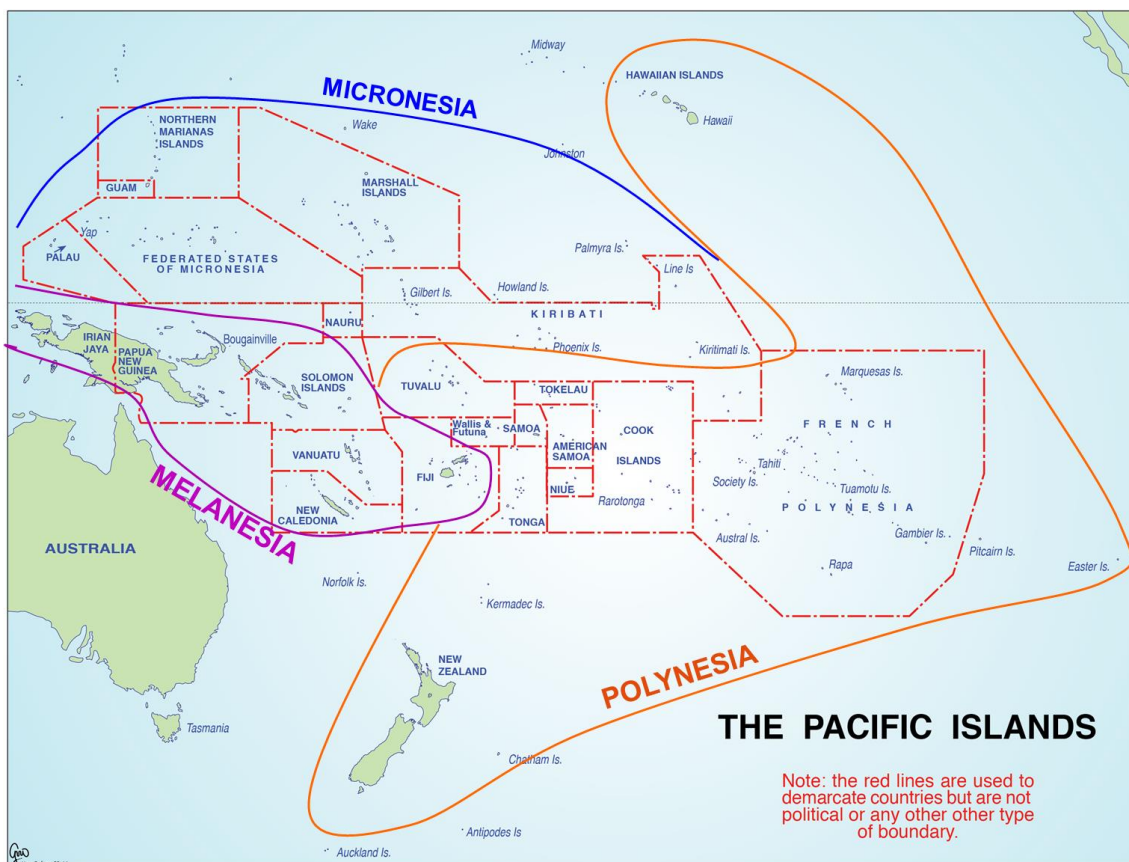 Midway
HAWAIIAN ISLANDS
Hawaii
MICRONESIA
NORTHERN
MARIANAS
ISLANDS
Wake
Johnston
GUAM
MARSHALL
ISLANDS
Yap
PALAU
FEDERATED STATES
OF MICRONESIA
Palmyra Is.
Line Is
Gilbert Is.
Howland Is.
KIRIBATI
NAURU
IRIAN
JAYA
PAPUA
NEW
GUINEA
Bougainville
Phoenix Is.
Kiritimati Is.
SOLOMON
ISLANDS
TUVALU
TOKELAU
Marquesas Is.
Wallis &
Futuna
SAMOA
AMERICAN
SAMOA
COOK
ISLANDS
FRENCH
POLYNESIA
VANUATU
FIJI
Tahiti
Society Is.
Tuamotu Is.
NIUE
Rarotonga
MELANESIA
NEW
CALEDONIA
TONGA
Austral Is.
Gambier Is.
Pitcairn Is.
Rapa
Easter Is.
AUSTRALIA
Norfolk Is.
Kermadec Is.
NEW
ZEALAND
POLYNESIA
Tasmania
Chatham Is.
THE PACIFIC ISLANDS
Note: the red lines are used to
demarcate countries but are not
political or any other other type
of boundary.
Antipodes Is
Auckland Is.